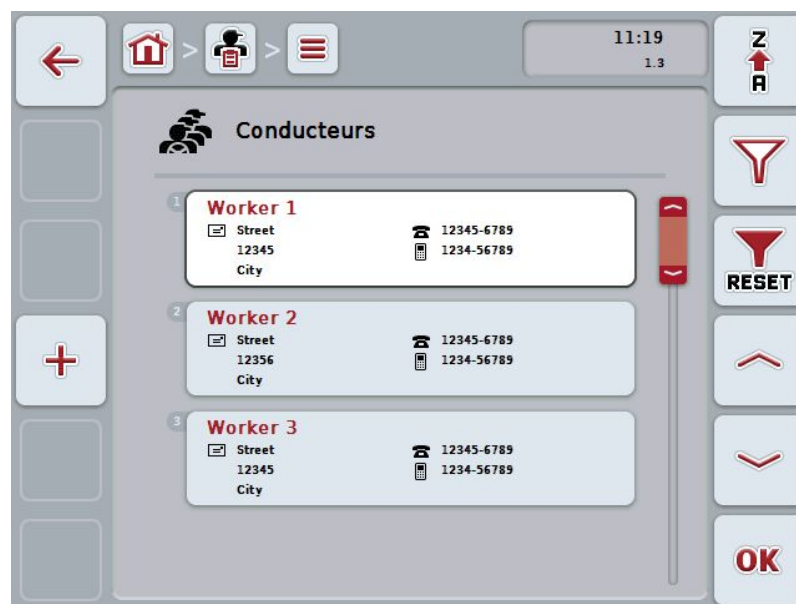 > >
11:19
1.3
Z
A
Conducteurs
1
Worker 1
Street 12345-6789
12345 1234-56789
City
RESET
2
Worker 2
Street 12345-6789
12356 1234-56789
City
3
Worker 3
Street 12345-6789
12345 1234-56789
City
OK